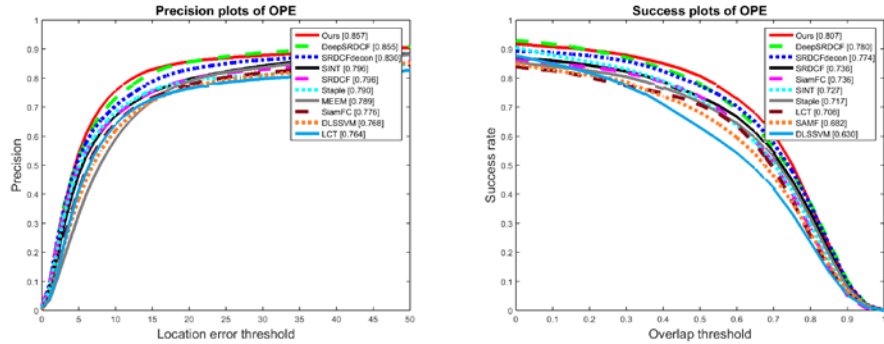 Precision plots of OPE
Ours [0.857]
DeepSRDCF [0.855]
SRDCFdecon [0.830]
SINT [0.796]
SRDCF [0.796]
Staple [0.790]
MEEM [0.789]
SiamFC [0.776]
DLSSVM [0.768]
LCT [0.764]
Precision
1
0.9
0.8
0.7
0.6
0.5
0.4
0.3
0.2
0.1
0
0 5 10 15 20 25 30 35 40 45 50
Location error threshold
Success plots of OPE
Ours [0.807]
DeepSRDCF [0.780]
SRDCFdecon [0.774]
SRDCF [0.736]
SiamFC [0.736]
SINT [0.727]
Staple [0.717]
LCT [0.706]
SAMF [0.682]
DLSSVM [0.630]
Success rate
1
0.9
0.8
0.7
0.6
0.5
0.4
0.3
0.2
0.1
0
0 0.1 0.2 0.3 0.4 0.5 0.6 0.7 0.8 0.9 1
Overlap threshold